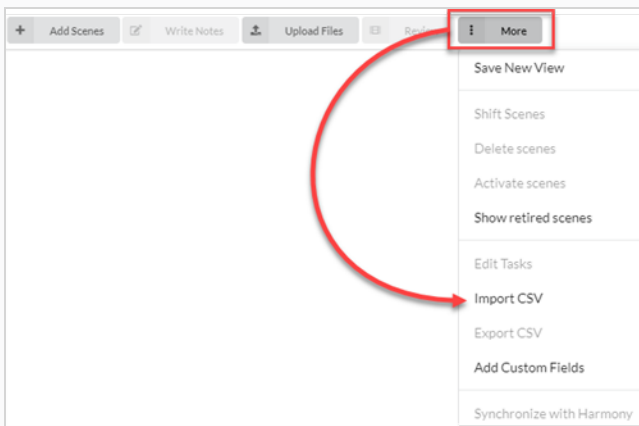 + Add Scenes Write Notes Upload Files More
Save New View
Shift Scenes
Delete scenes
Activate scenes
Show retired scenes
Edit Tasks
Import CSV
Export CSV
Add Custom Fields
Synchronize with Harmony